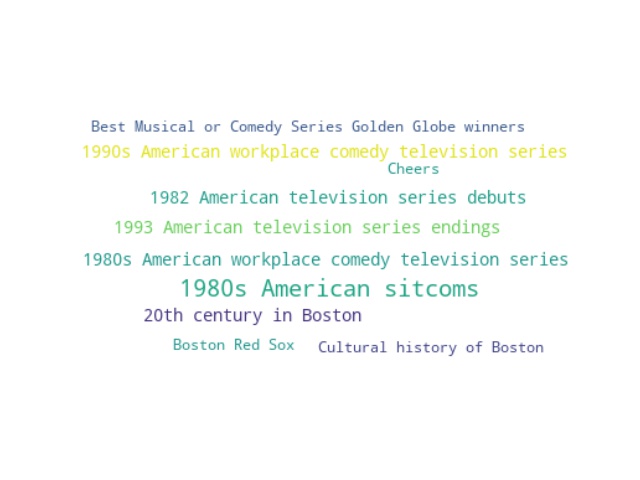 Best Musical or Comedy Series Golden Globe winners
1990s American workplace comedy television series
Cheers
1982 American television series debuts
1993 American television series endings
1980s American workplace comedy television series
1980s American sitcoms
20th century in Boston
Boston Red Sox
Cultural history of Boston